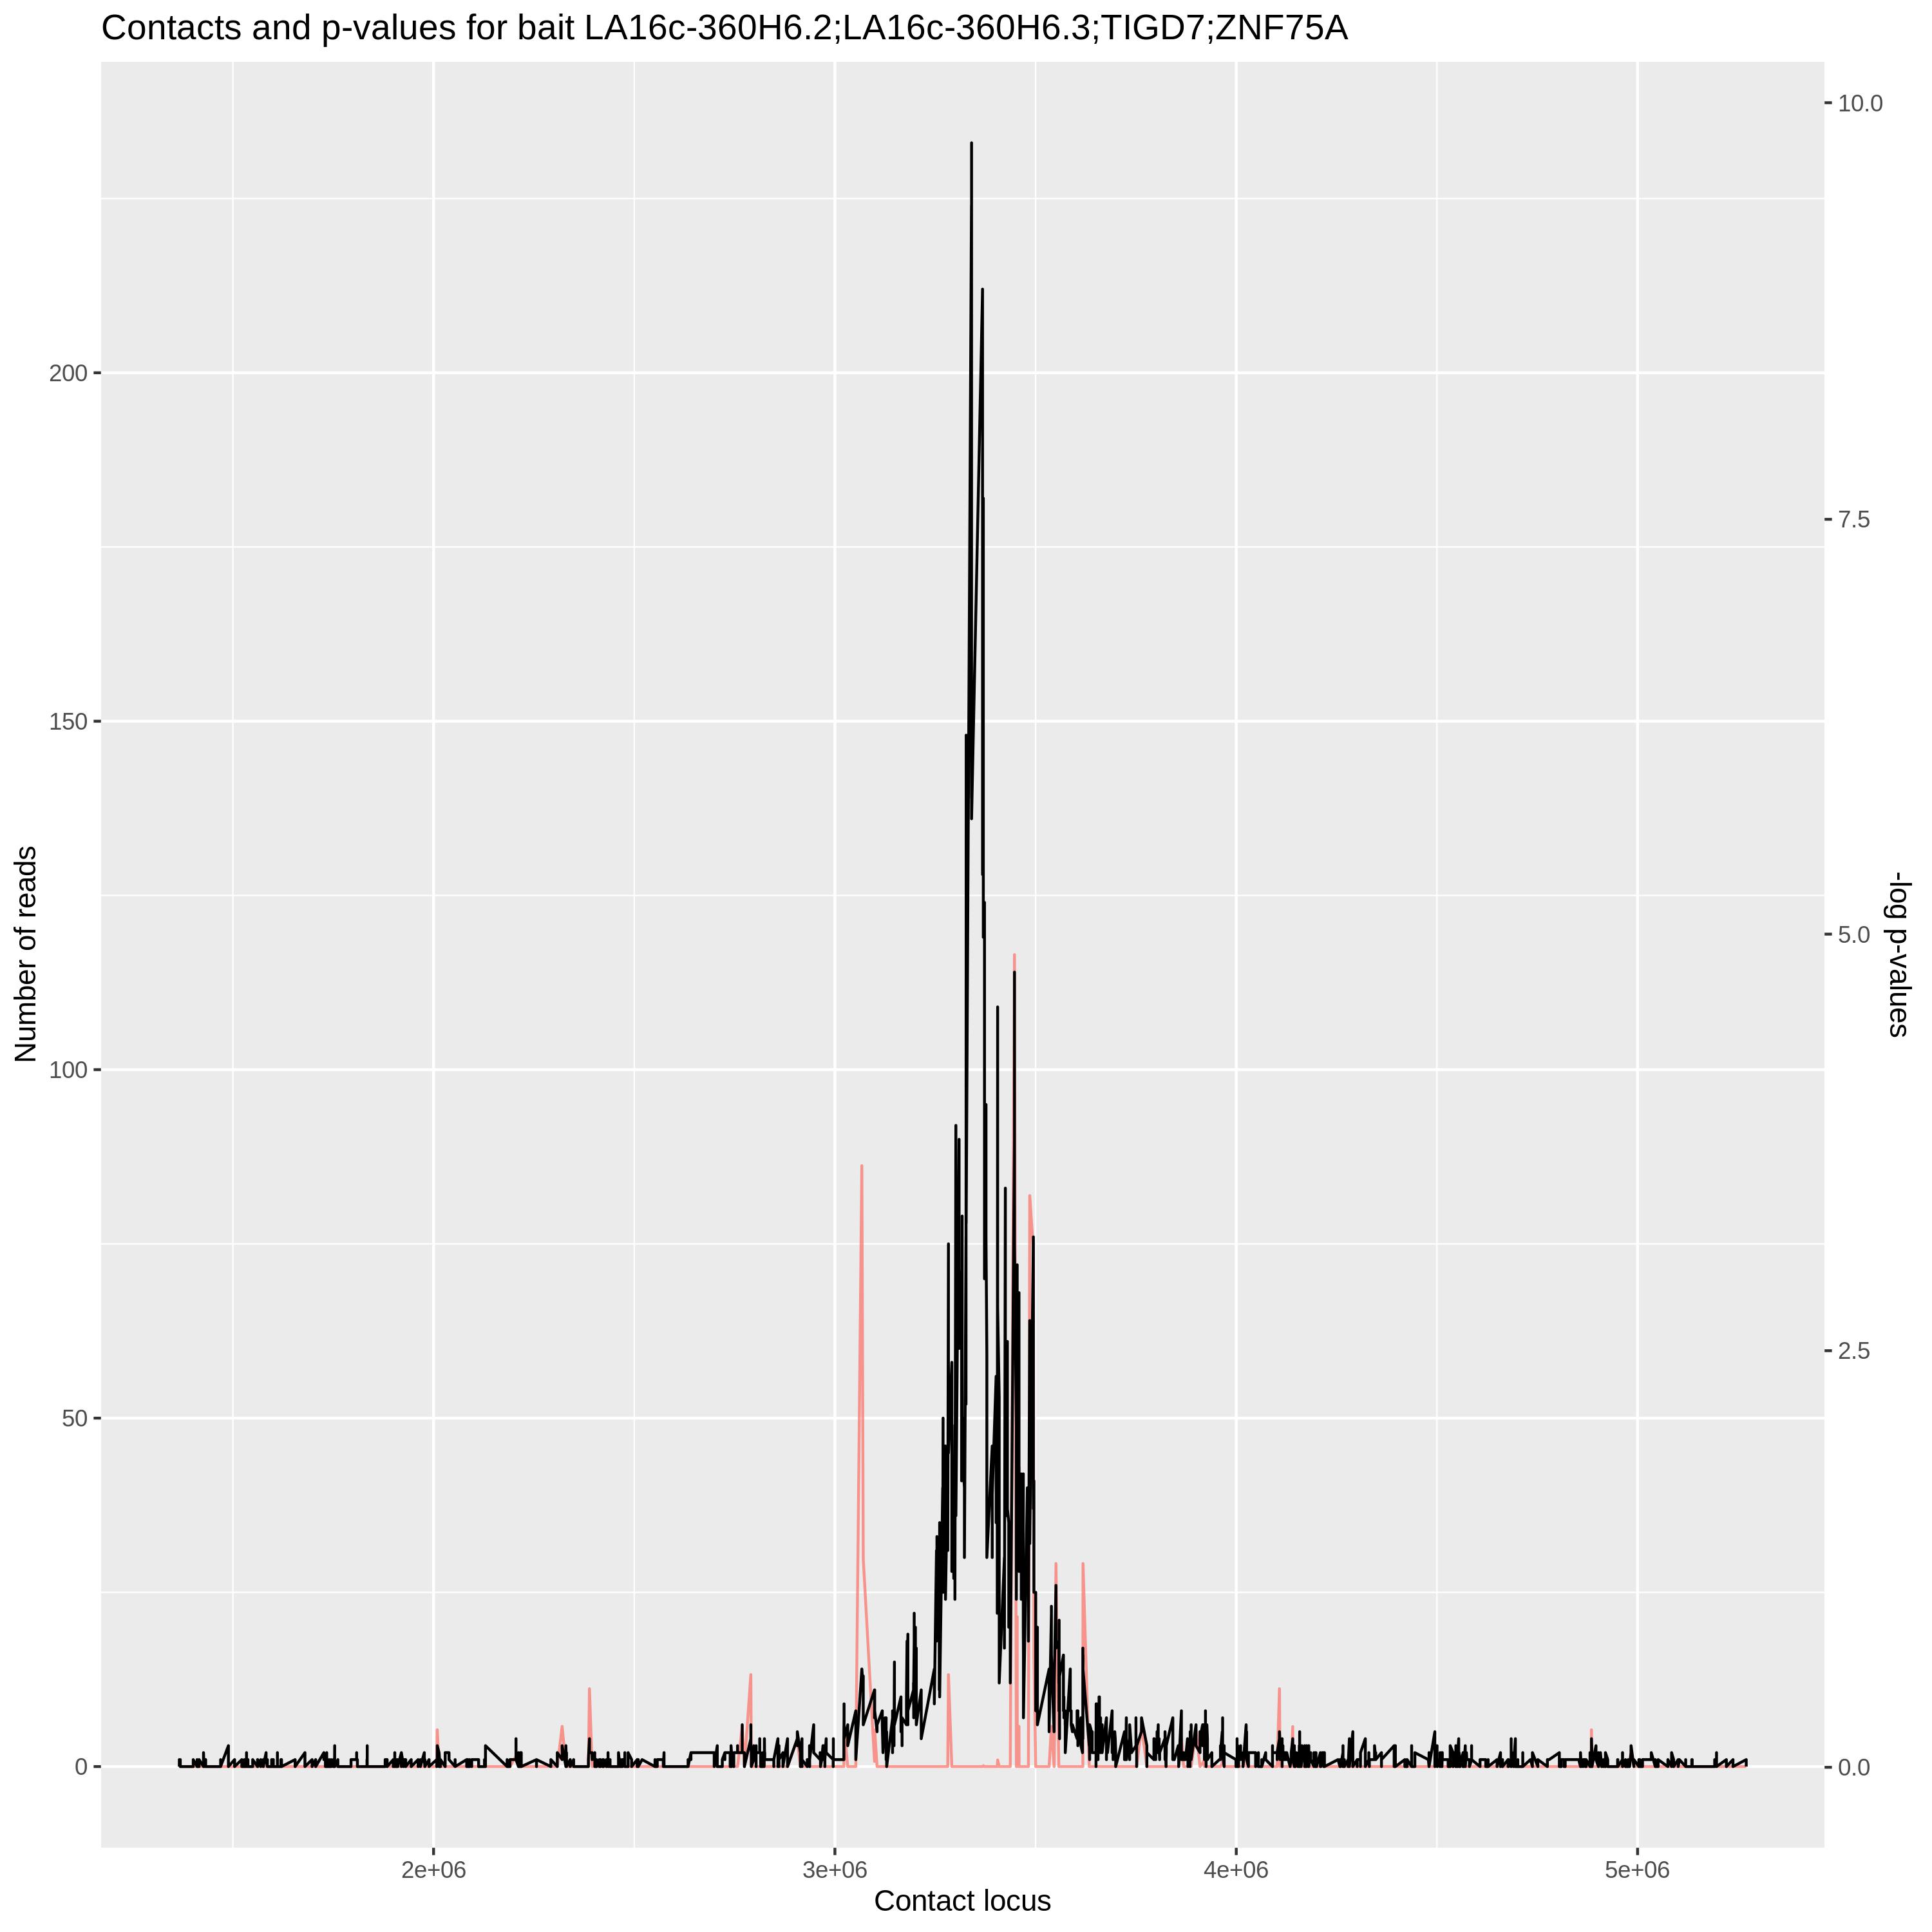 Contacts and p-values for bait LA16c-360H6.2;LA16c-360H6.3;TIGD7;ZNF75A
10.0
200
7.5
150
Number of reads
5.0
-log p-values
100
2.5
50
0
0.0
2e+06
3e+06
4e+06
5e+06
Contact locus